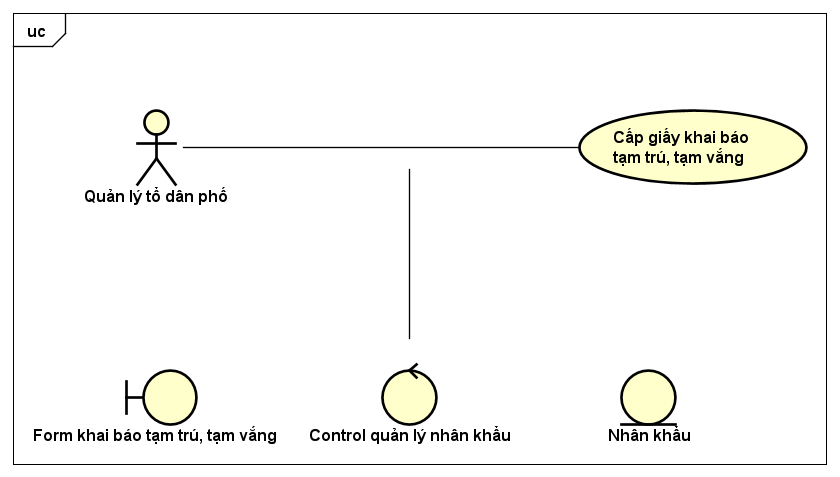 uc
Cấp giấy khai báo
tạm trú, tạm vắng
Quản lý tổ dân phố
Form khai báo tạm trú, tạm vắng
Control quản lý nhân khẩu
Nhân khẩu